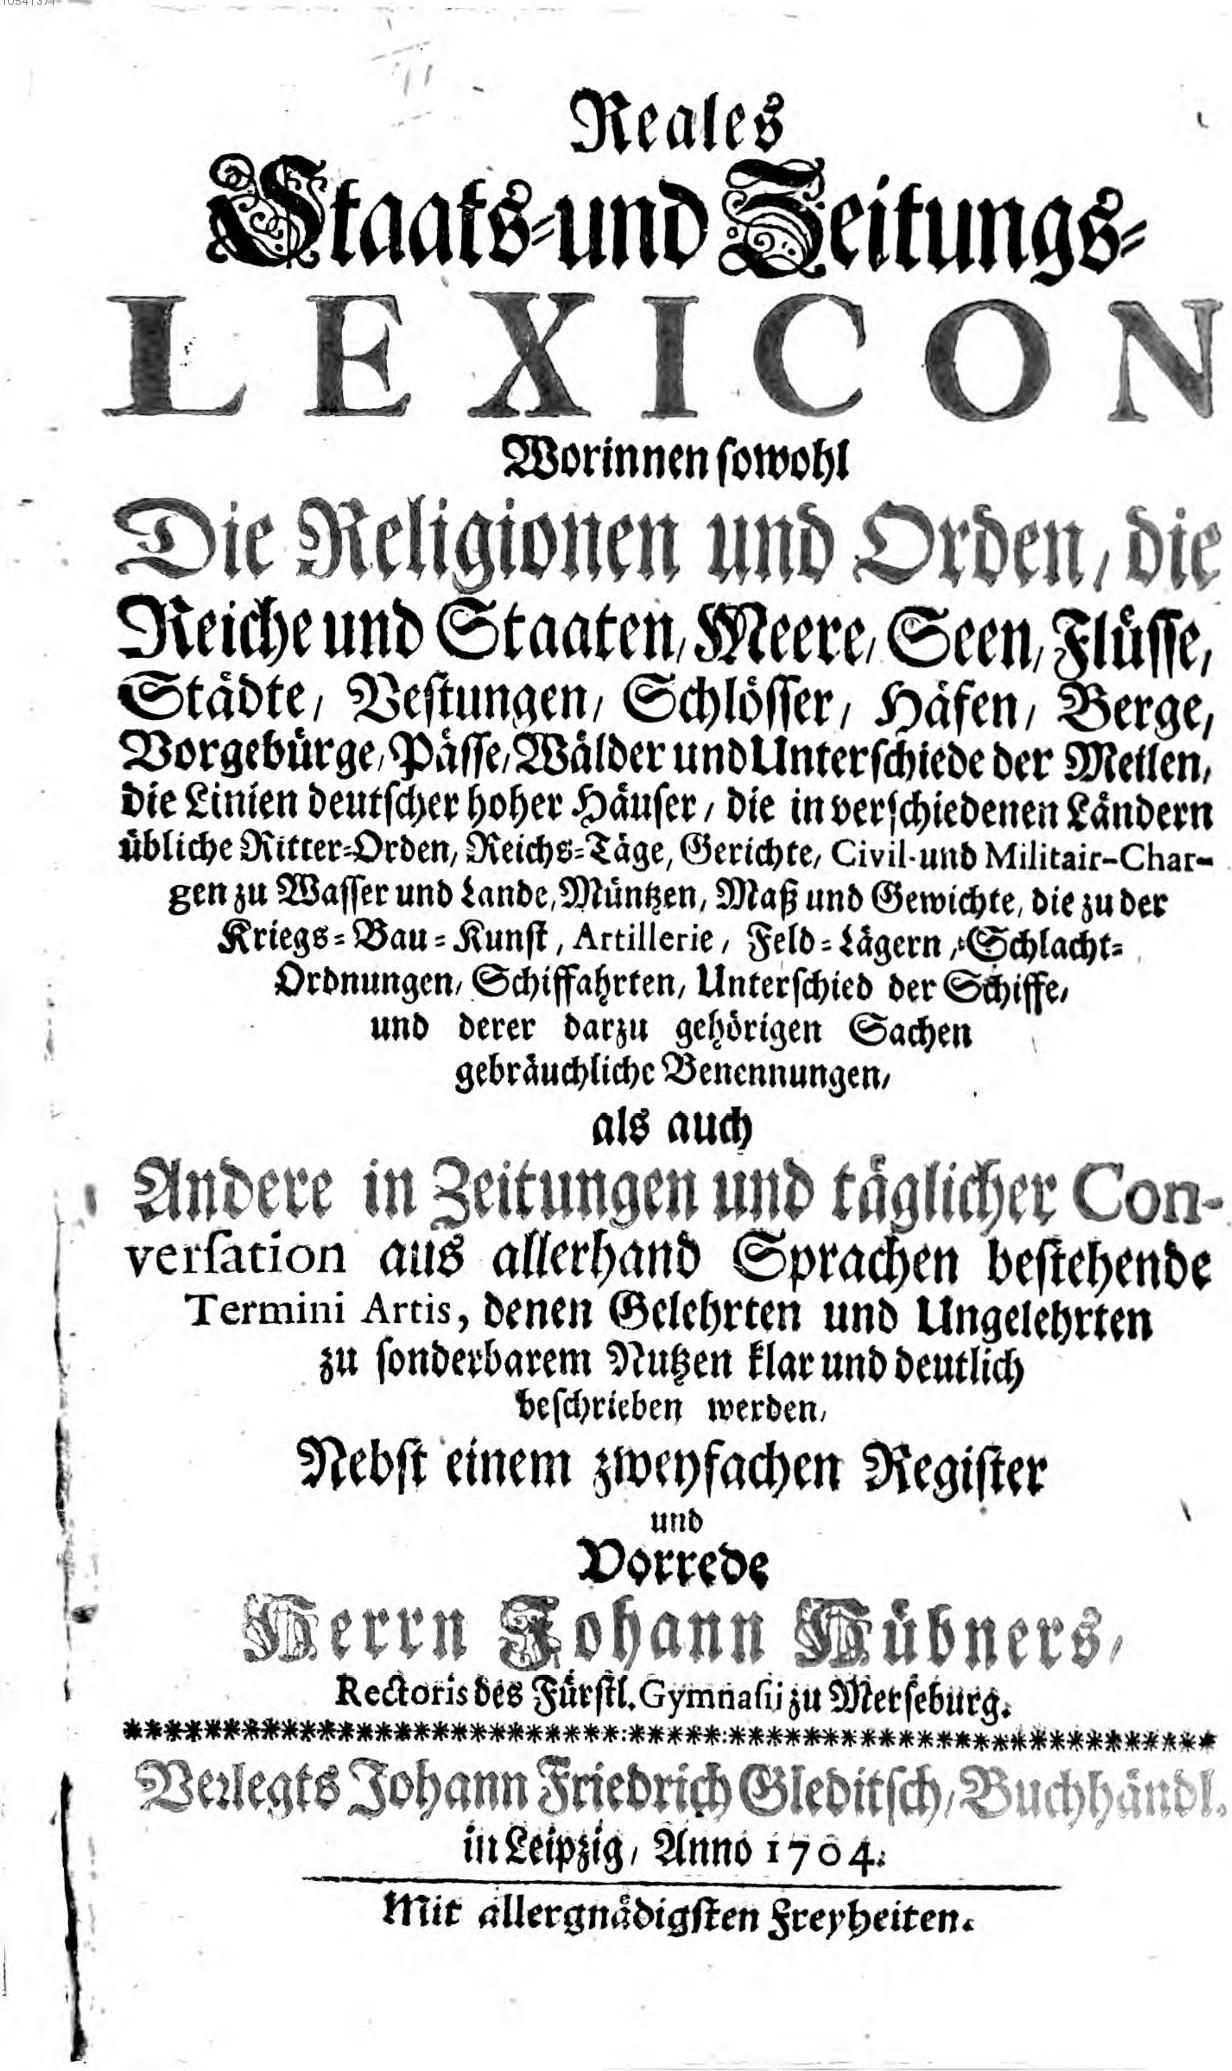 Reales
Staats- und Zeitungs-
LEXICON
Worinnen sowohl
Die Religionen und Orden, die
Reiche und Staaten, Meere, Seen, Flüsse,
Städte, Vestungen, Schlösser, Häfen, Berge,
Vorgebürge, Pässe, Wälder und Unterschiede der Meilen,
die Linien deutscher hoher Häuser, die in verschiedenen Ländern
übliche Ritter-Orden, Reichs-Täge, Gerichte, Civil- und Militair-Char-
gen zu Wasser und Lande, Müntzen, Maß und Gewichte, die zu der
Kriegs-Bau-Kunst, Artillerie, Feld-Lägern, Schlacht-
Ordnungen, Schiffahrten, Unterschied der Schiffe,
und derer darzu gehörigen Sachen
gebräuchliche Benennungen,
als auch
Andere in Zeitungen und täglicher Con-
versation aus allerhand Sprachen bestehende
Termini Artis, denen Gelehrten und Ungelehrten
zu sonderbarem Nutzen klar und deutlich
beschrieben werden,
Nebst einem zweyfachen Register
und
Vorrede
Herrn Johann Hübners,
Rectoris des Fürstl. Gymnasii zu Merseburg.
Verlegts Johann Friedrich Gleditsch, Buchhändl.
in Leipzig, Anno 1704.
Mit allergnädigsten Freyheiten.